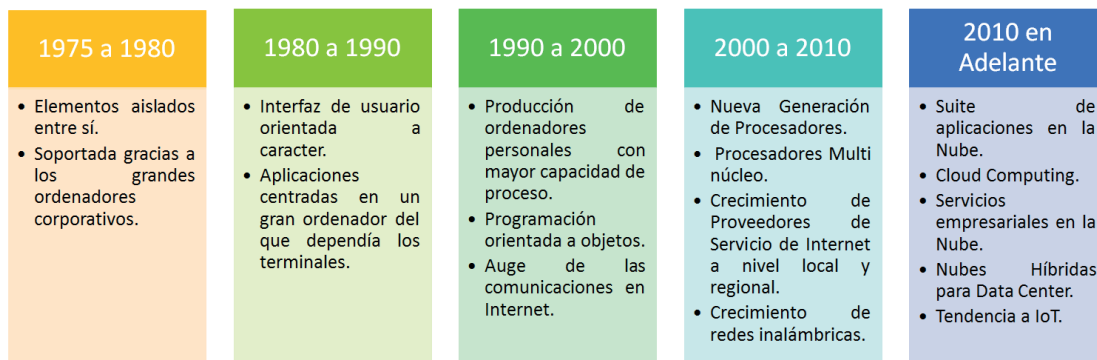 1975 a 1980
• Elementos aislados
entre sí.
• Soportada gracias a
los grandes
ordenadores
corporativos.
1980 a 1990
• Interfaz de usuario
orientada a
caracter.
• Aplicaciones
centradas en un
gran ordenador del
que dependía los
terminales.
1990 a 2000
• Producción de
ordenadores
personales con
mayor capacidad de
proceso.
• Programación
orientada a objetos.
• Auge de las
comunicaciones en
Internet.
2000 a 2010
• Nueva Generación
de Procesadores.
• Procesadores Multi
núcleo.
• Crecimiento de
Proveedores de
Servicio de Internet
a nivel local y
regional.
• Crecimiento de
redes inalámbricas.
2010 en
Adelante
• Suite de
aplicaciones en la
Nube.
• Cloud Computing.
• Servicios
empresariales en la
Nube.
• Nubes Híbridas
para Data Center.
• Tendencia a IoT.